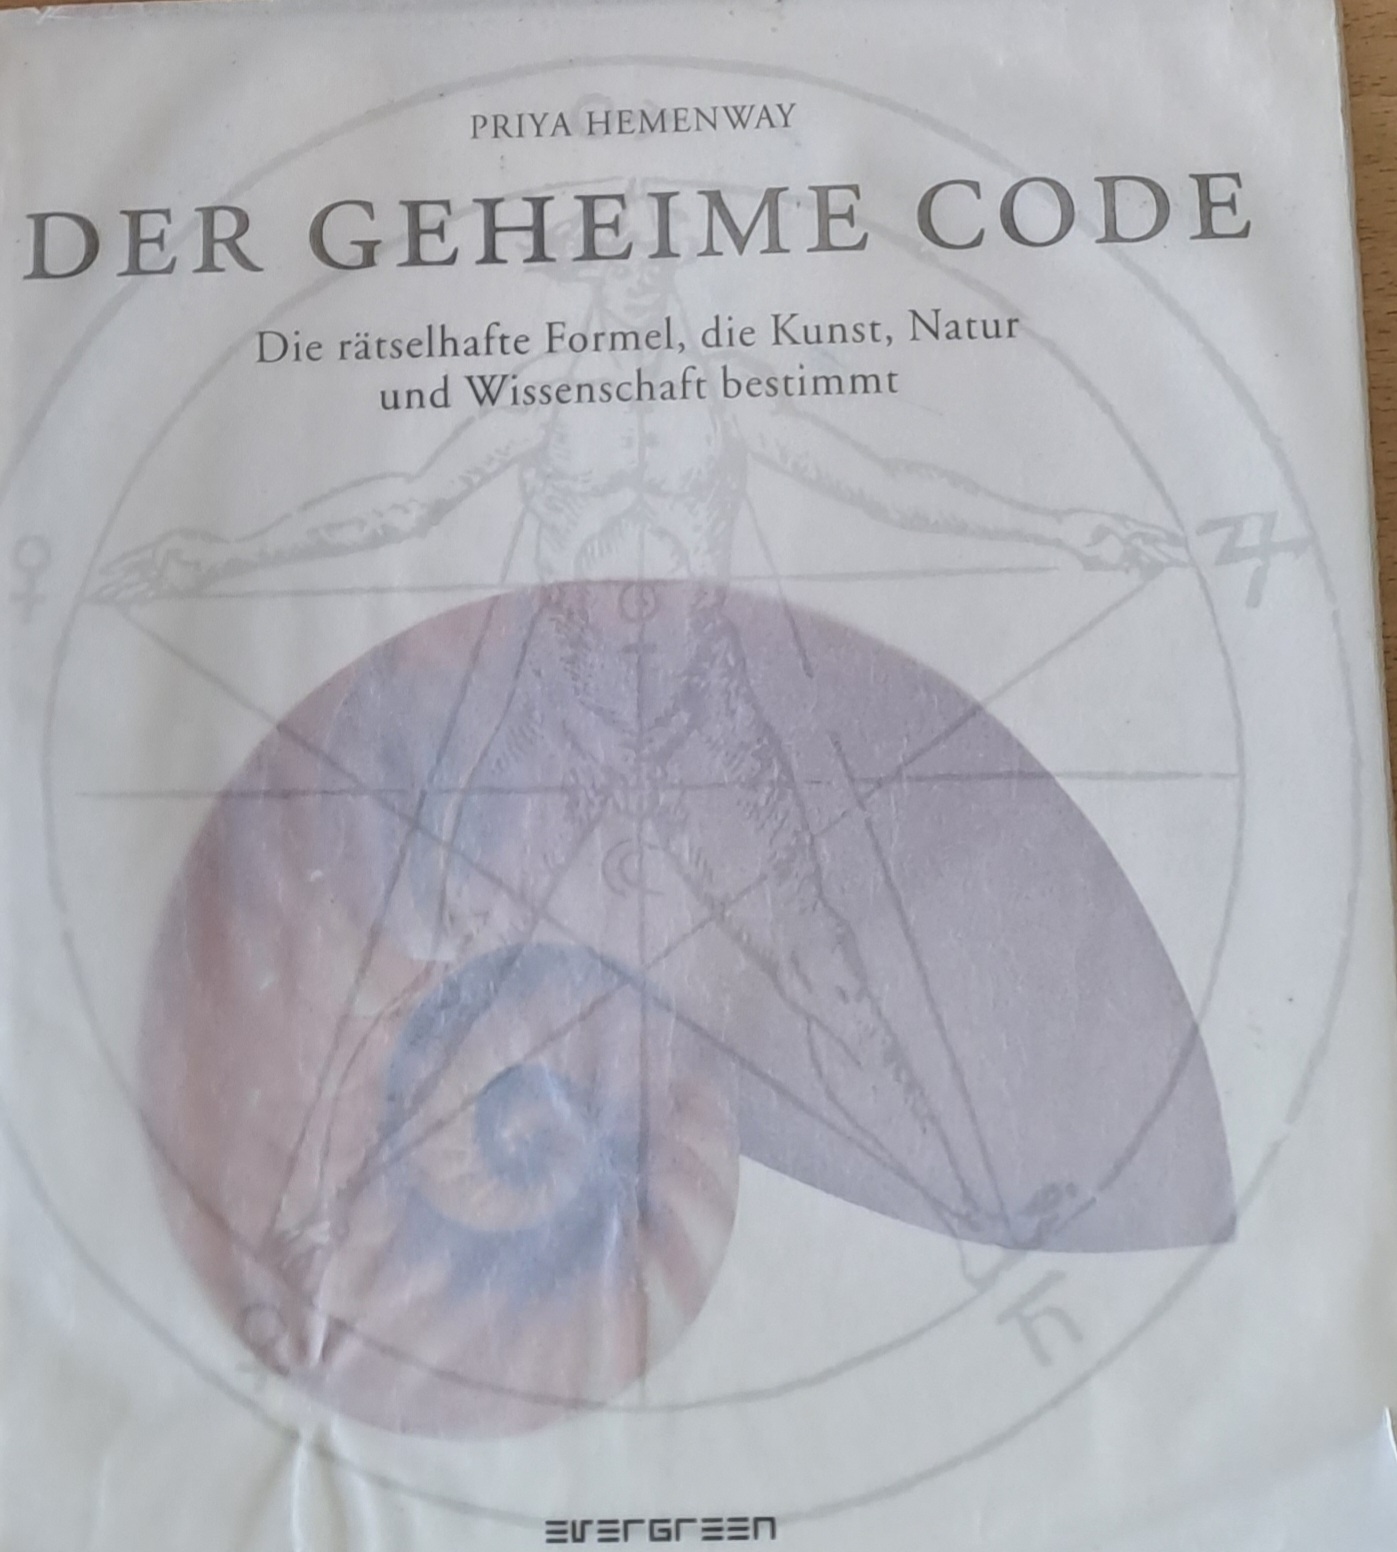 PRIYA HEMENWAY
DER GEHEIME CODE
Die rätselhafte Formel, die Kunst, Natur
und Wissenschaft bestimmt
EVERGREEN